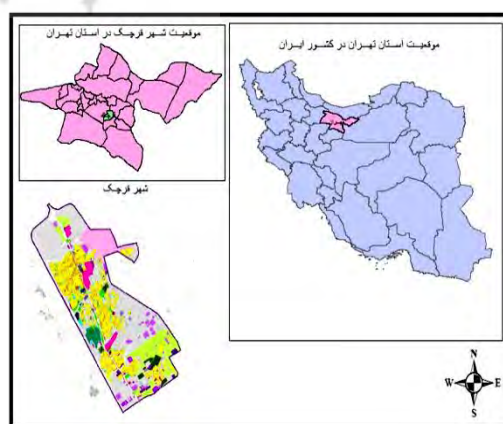 موقعیت استان تهران در کشور ایران
موقعیت شهر قرچک در استان تهران
شهر قرچک
N
W E
S